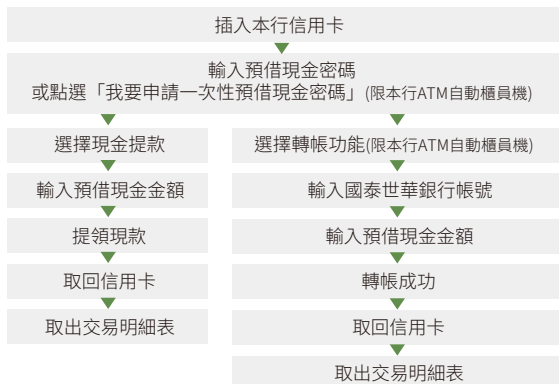 插入本行信用卡
輸入預借現金密碼
或點選「我要申請一次性預借現金密碼」(限本行ATM自動櫃員機)
選擇現金提款
輸入預借現金金額
提領現款
取回信用卡
取出交易明細表
選擇轉帳功能(限本行ATM自動櫃員機)
輸入國泰世華銀行帳號
輸入預借現金金額
轉帳成功
取回信用卡
取出交易明細表